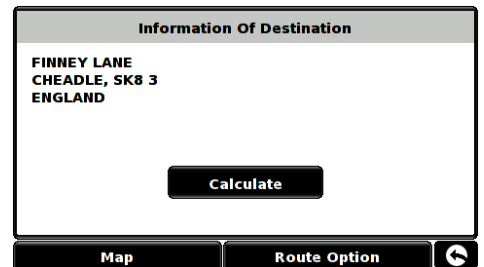 Information Of Destination
FINNEY LANE
CHEADLE, SK8 3
ENGLAND
Calculate
Map
Route Option